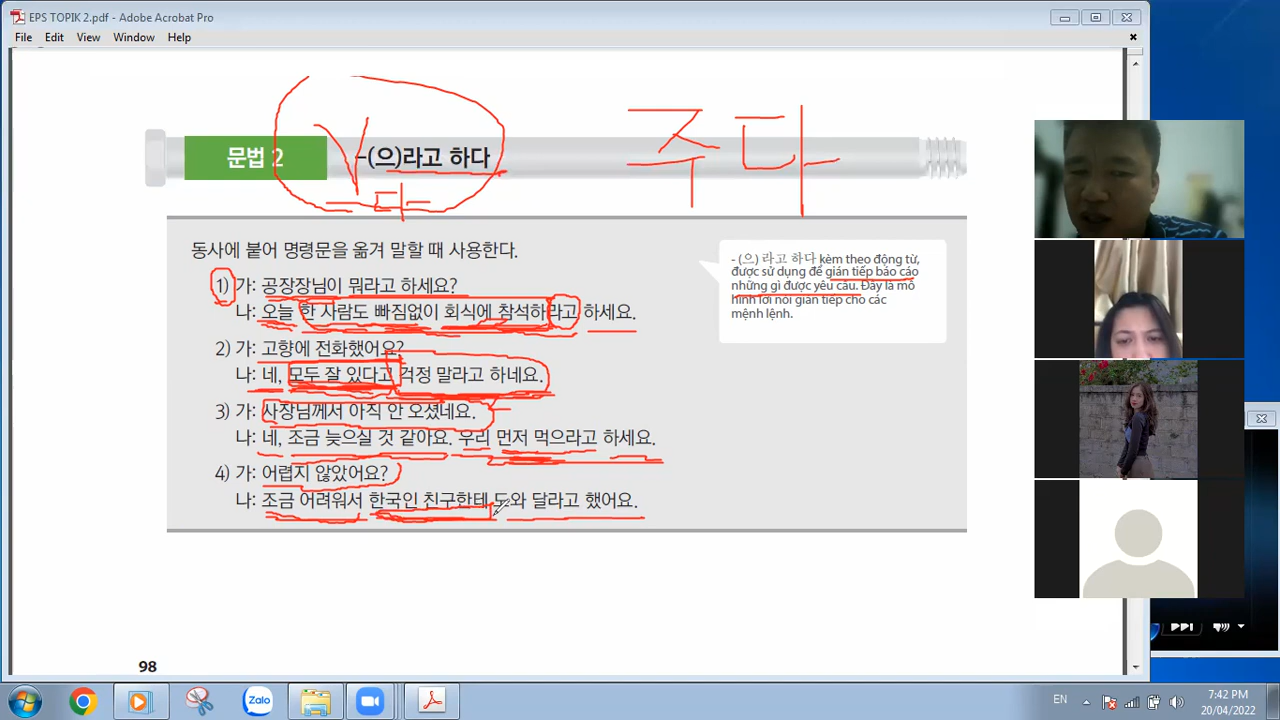 EPS TOPIK 2.pdf - Adobe Acrobat Pro
File Edit View Window Help
주다
문법 2
V -(으)라고 하다
다
동사에 붙어 명령문을 옮겨 말할 때 사용한다.
1) 가: 공장장님이 뭐라고 하세요?
나: 오늘 한 사람도 빠짐없이 회식에 참석하라고 하세요.
2) 가: 고향에 전화했어요?
나: 네, 모두 잘 있다고 걱정 말라고 하네요.
3) 가: 사장님께서 아직 안 오셨네요.
나: 네, 조금 늦으실 것 같아요. 우리 먼저 먹으라고 하세요.
4) 가: 어렵지 않았어요?
나: 조금 어려워서 한국인 친구한테 도와 달라고 했어요.
- (으) 라고 하다 kèm theo động từ,
được sử dụng để gián tiếp báo cáo
những gì được yêu cầu. Đây là mô
hình lời nói gián tiếp cho các
mệnh lệnh.
98
Zalo
EN
7:42 PM
20/04/2022